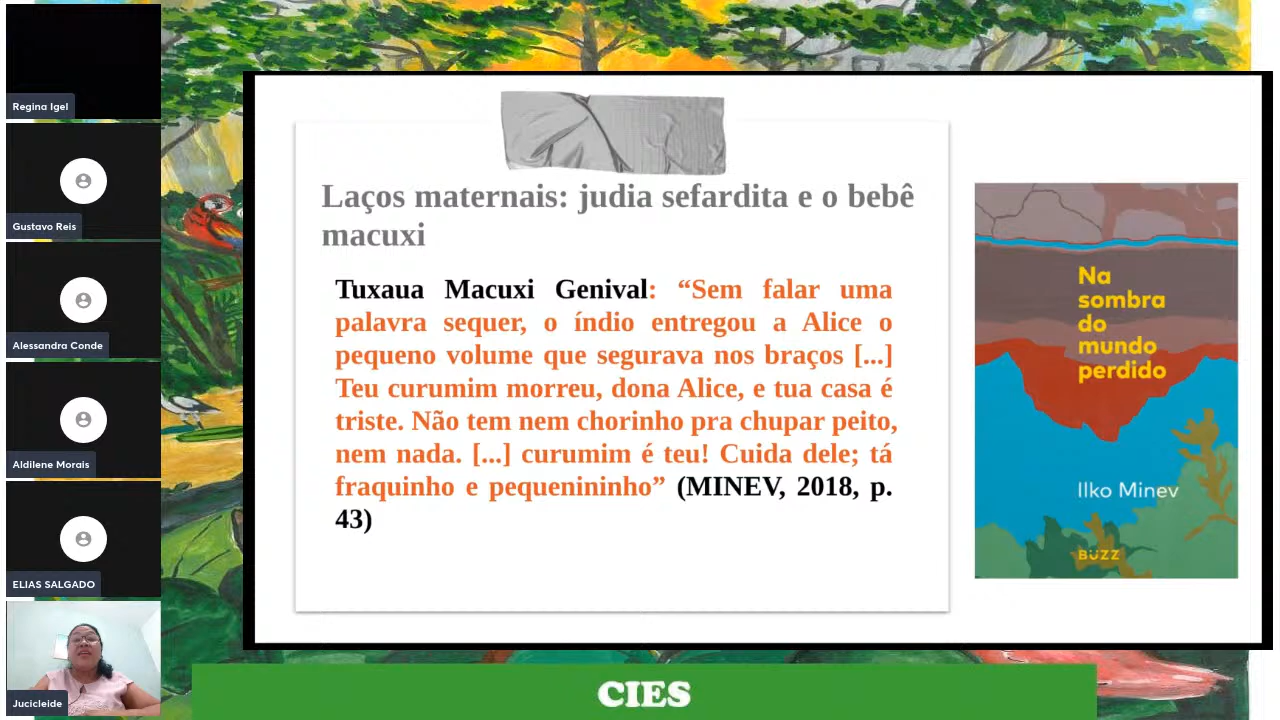 Regina Igel
Gustavo Reis
Alessandra Conde
Aldilene Morais
ELIAS SALGADO
Jucicleide
Laços maternais: judia sefardita e o bebê
macuxi
Tuxaua Macuxi Genival: “Sem falar uma
palavra sequer, o índio entregou a Alice o
pequeno volume que segurava nos braços [...]
Teu curumim morreu, dona Alice, e tua casa é
triste. Não tem nem chorinho pra chupar peito,
nem nada. [...] curumim é teu! Cuida dele; tá
fraquinho e pequenininho” (MINEV, 2018, p.
43)
Na
sombra
do
mundo
perdido
Ilko Minev
BUZZ
CIES